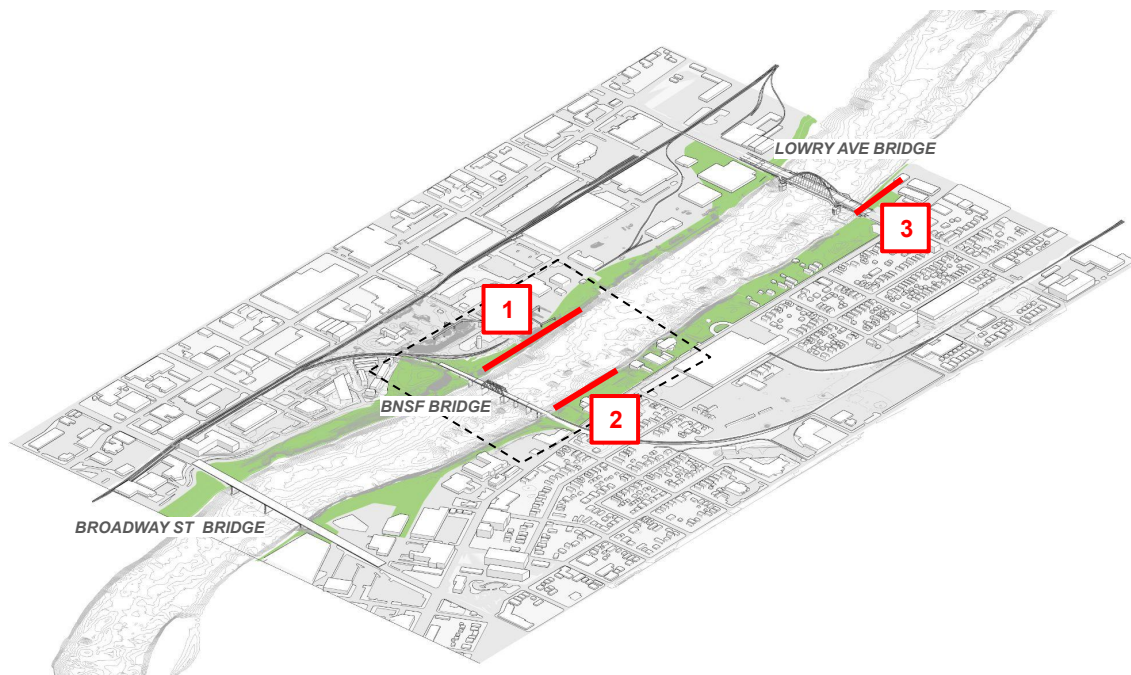 LOWRY AVE BRIDGE
3
1
BNSF BRIDGE
2
BROADWAY ST  BRIDGE